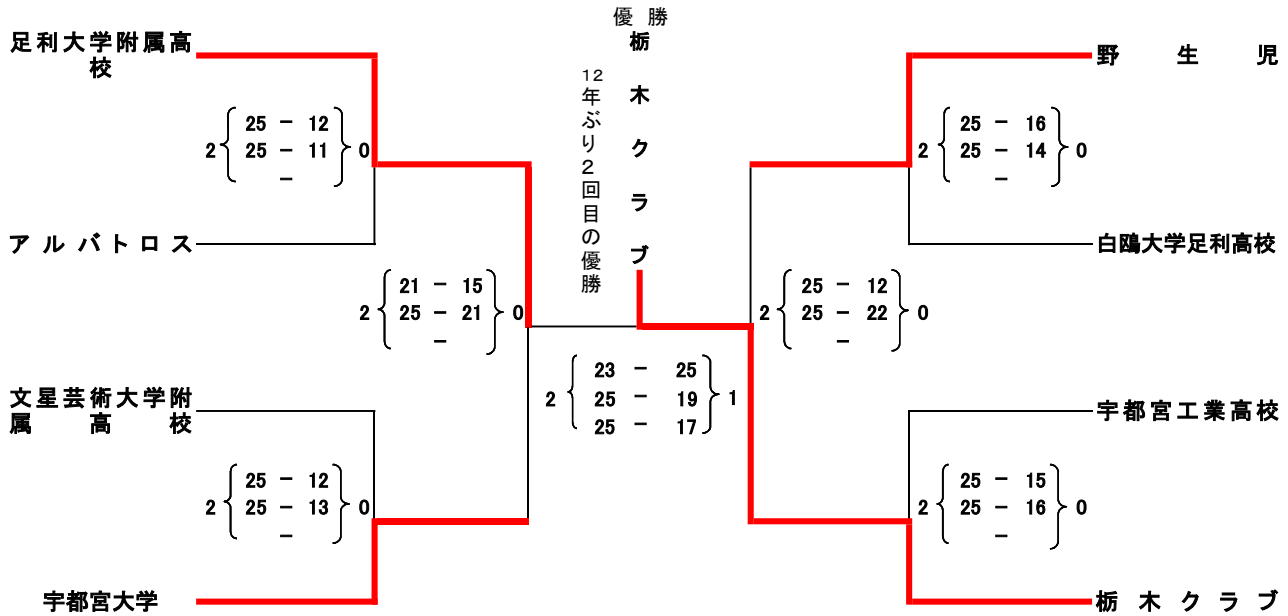 優 勝
栃木クラブ
12年ぶり2回目の優勝
足利大学附属高校
25 − 12
2 25 − 11 0
−
アルバトロス
21 − 15
2 25 − 21 0
−
文星芸術大学附属高校
25 − 12
2 25 − 13 0
−
宇都宮大学
23 − 25
2 25 − 19 1
25 − 17
野生児
25 − 16
2 25 − 14 0
−
白鴎大学足利高校
25 − 12
2 25 − 22 0
−
宇都宮工業高校
25 − 15
2 25 − 16 0
−
栃木クラブ